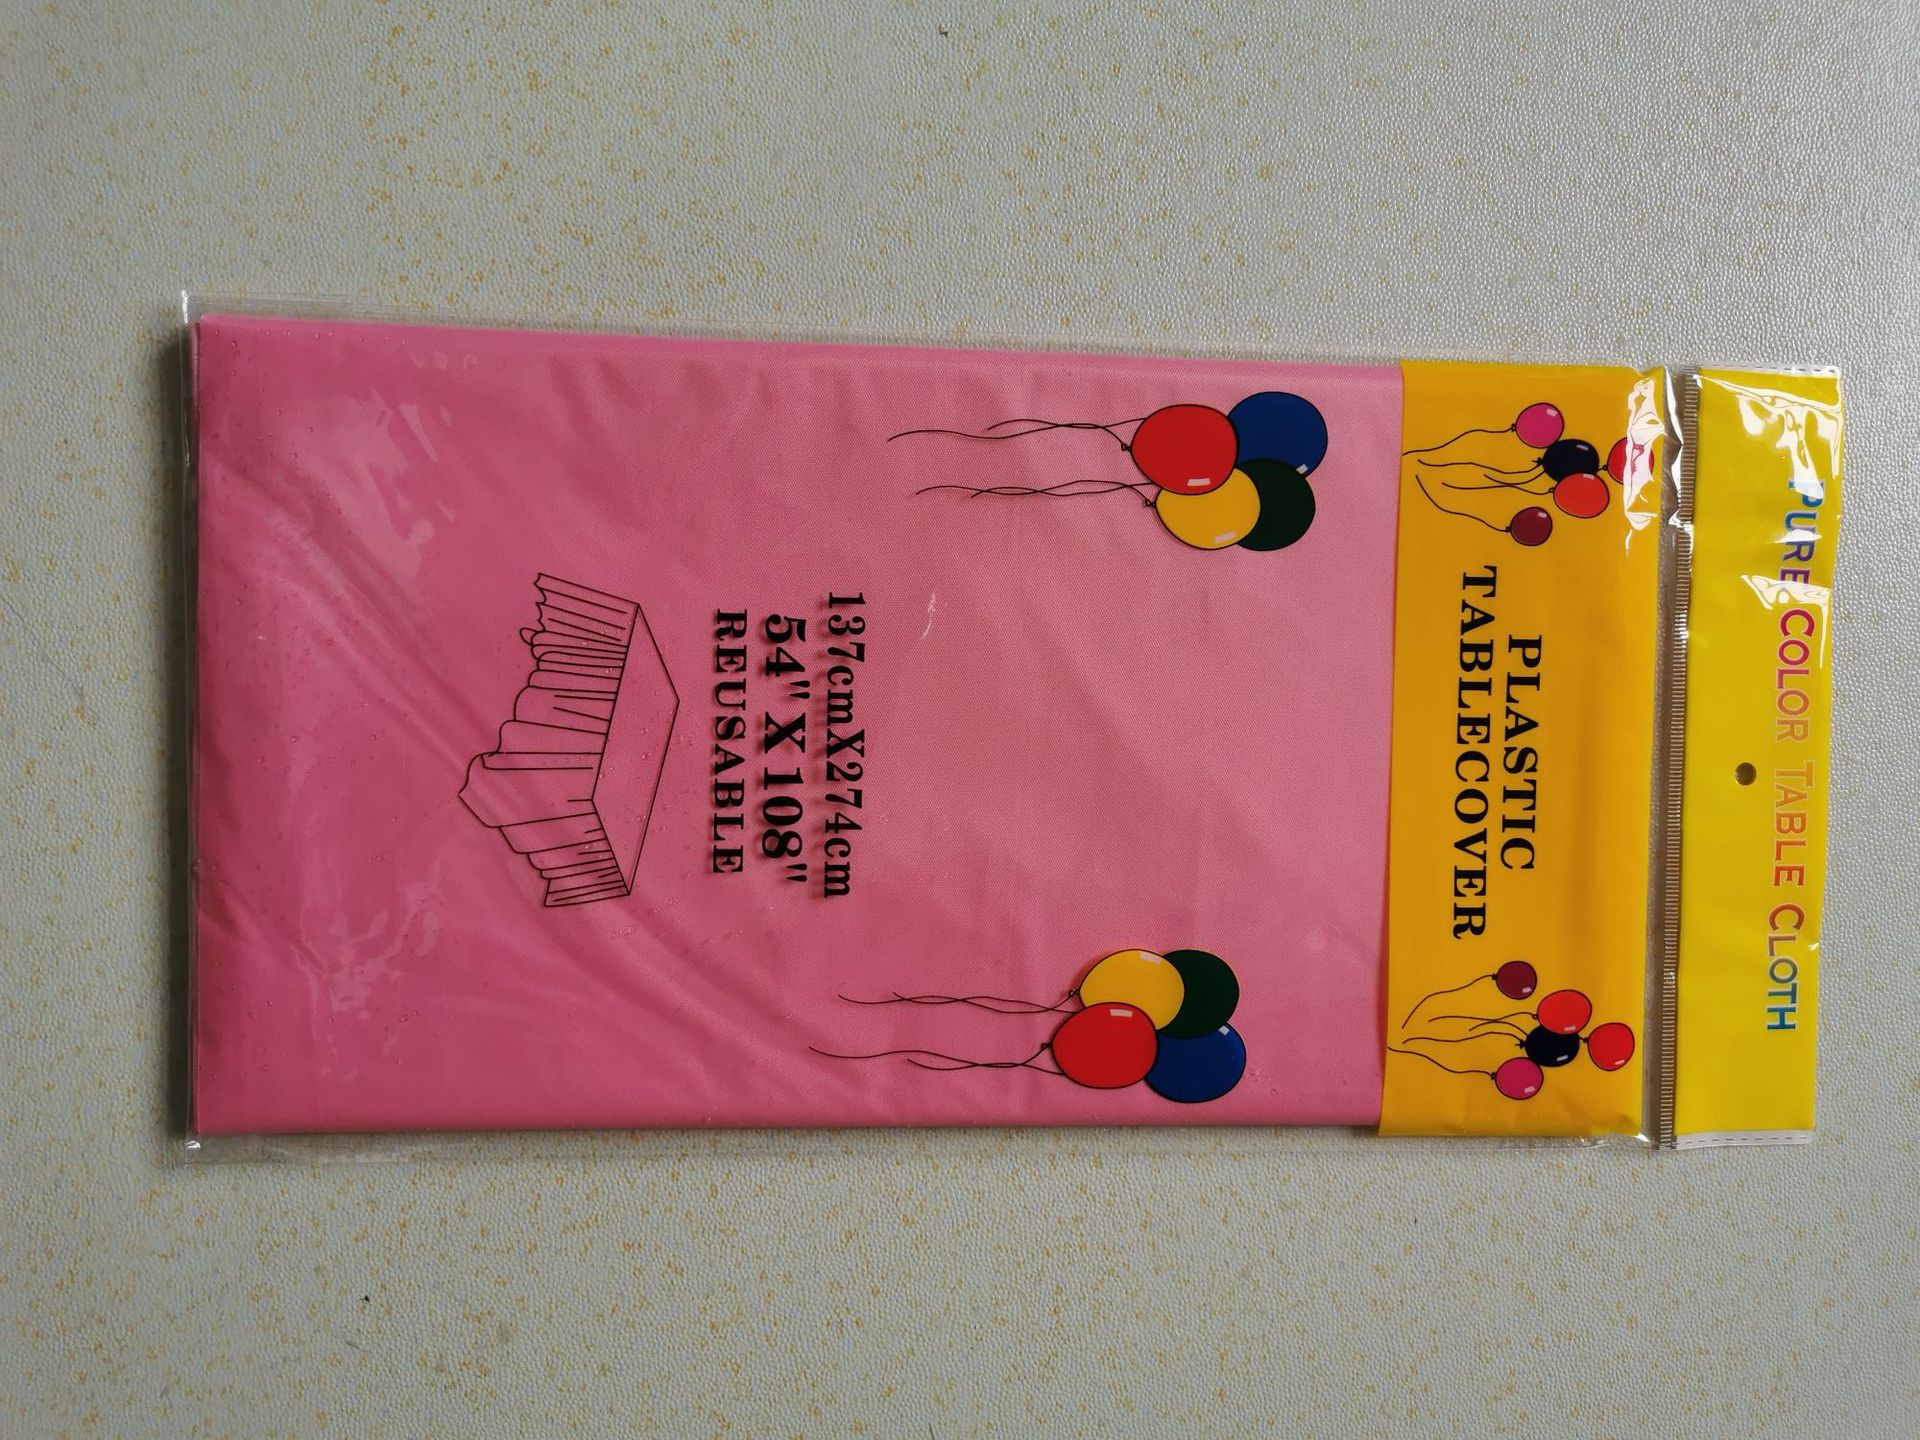 PURE COLOR TABLE CLOTH
PLASTIC
TABLECOVER
137cmX274cm
54" X 108"
REUSABLE